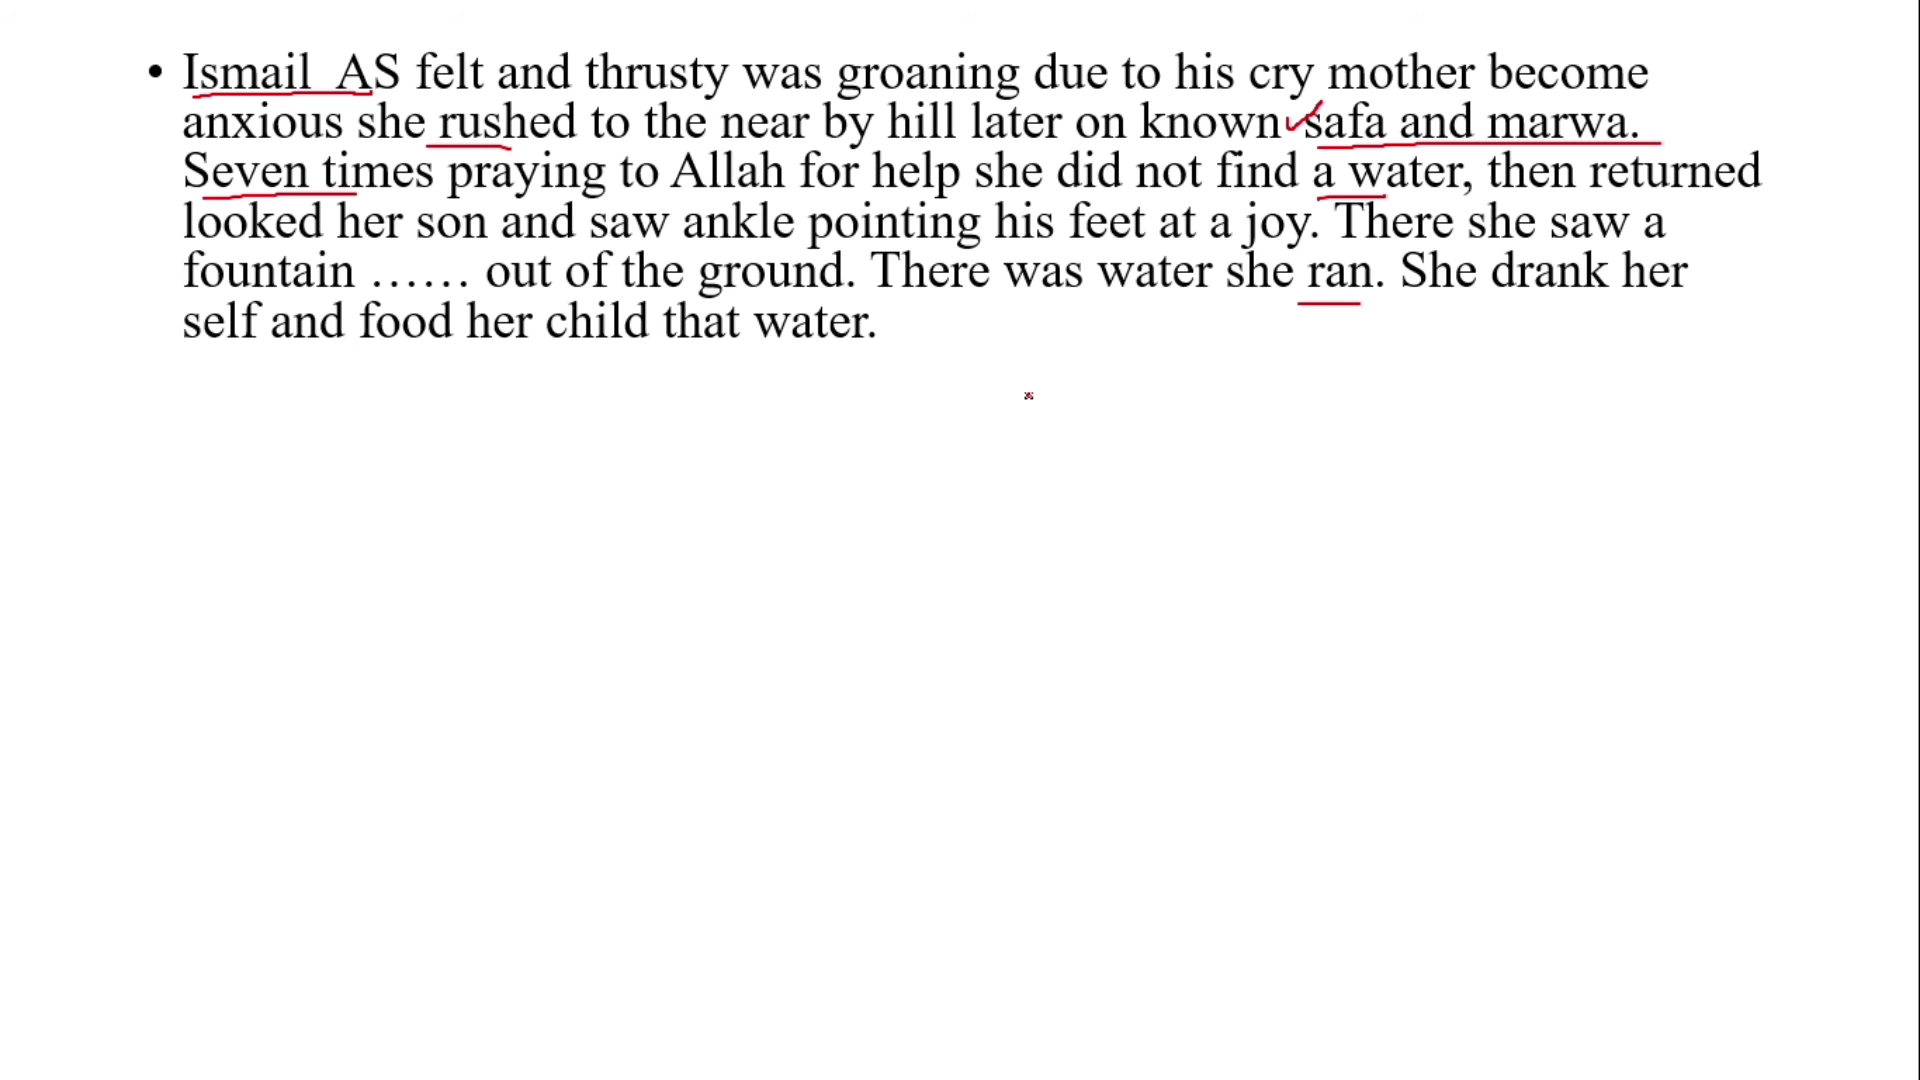 • Ismail AS felt and thrusty was groaning due to his cry mother become
anxious she rushed to the near by hill later on known safa and marwa.
Seven times praying to Allah for help she did not find a water, then returned
looked her son and saw ankle pointing his feet at a joy. There she saw a
fountain …… out of the ground. There was water she ran. She drank her
self and food her child that water.